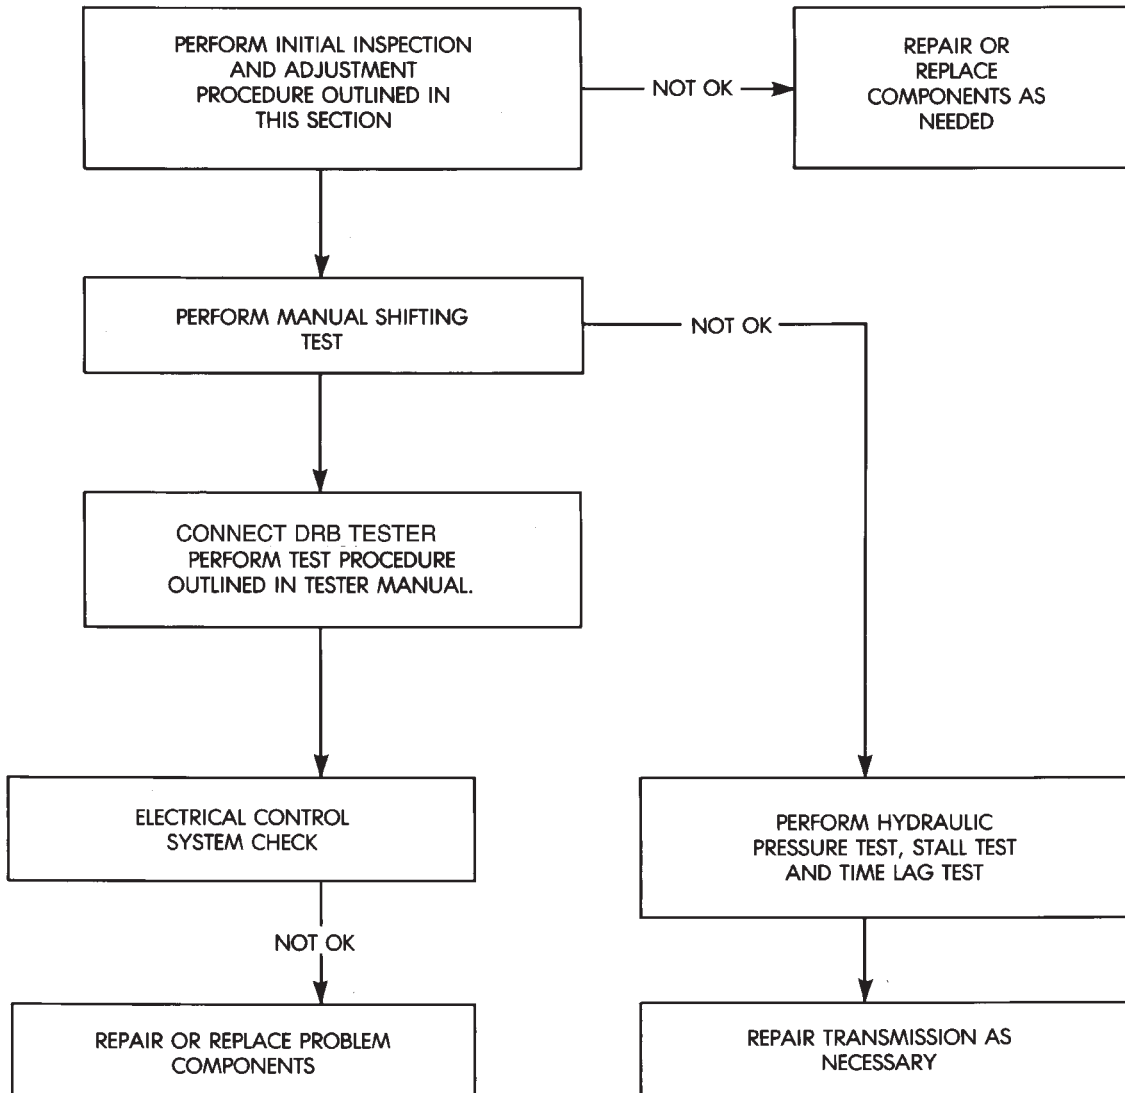 PERFORM INITIAL INSPECTION
AND ADJUSTMENT
PROCEDURE OUTLINED IN
THIS SECTION
NOT OK
REPAIR OR
REPLACE
COMPONENTS AS
NEEDED
PERFORM MANUAL SHIFTING
TEST
NOT OK
CONNECT DRB TESTER
PERFORM TEST PROCEDURE
OUTLINED IN TESTER MANUAL.
ELECTRICAL CONTROL
SYSTEM CHECK
PERFORM HYDRAULIC
PRESSURE TEST, STALL TEST
AND TIME LAG TEST
NOT OK
REPAIR OR REPLACE PROBLEM
COMPONENTS
REPAIR TRANSMISSION AS
NECESSARY